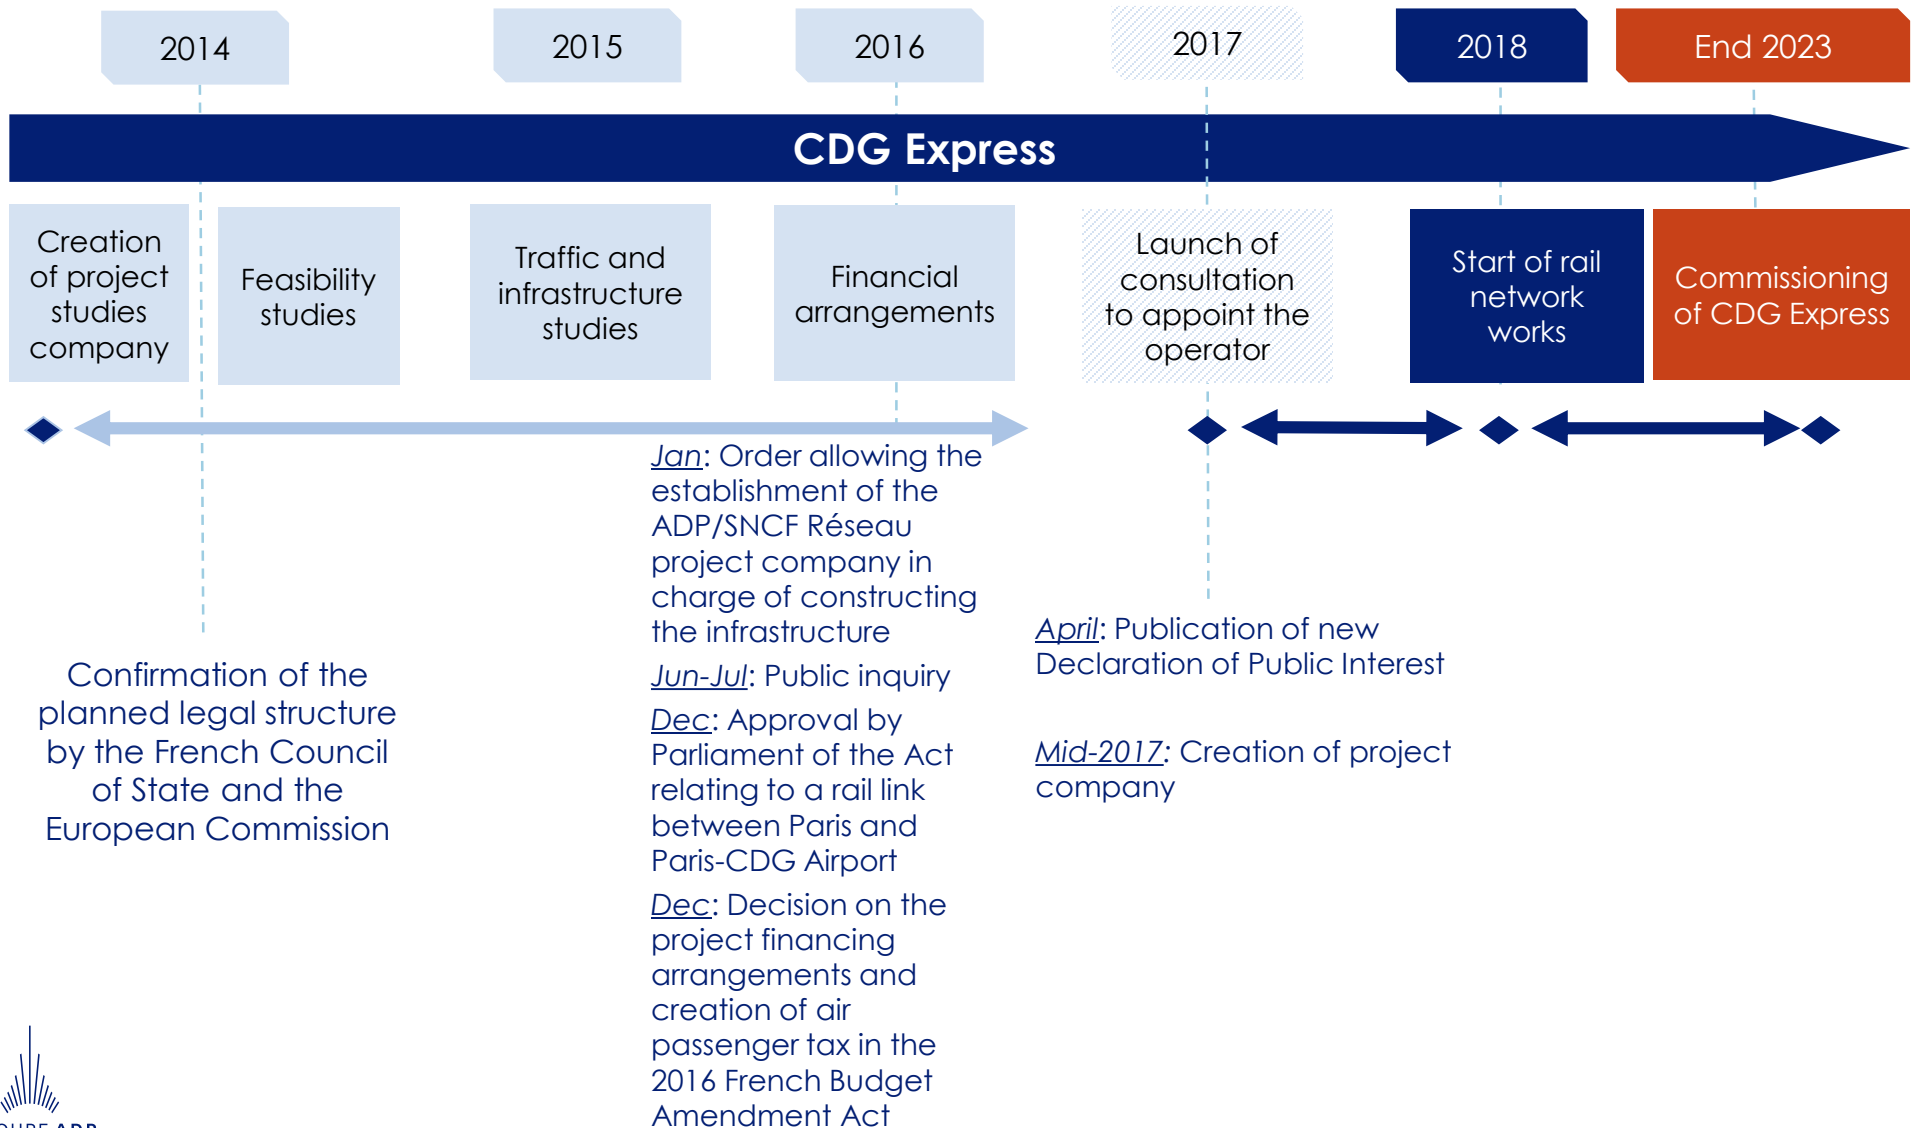 2014
2015
2016
2017
2018
End 2023
CDG Express
Creation
of project
studies
company
Feasibility
studies
Traffic and
infrastructure
studies
Financial
arrangements
Launch of
consultation
to appoint the
operator
Start of rail
network
works
Commissioning
of CDG Express
Confirmation of the
planned legal structure
by the French Council
of State and the
European Commission
Jan: Order allowing the
establishment of the
ADP/SNCF Réseau
project company in
charge of constructing
the infrastructure
Jun-Jul: Public inquiry
Dec: Approval by
Parliament of the Act
relating to a rail link
between Paris and
Paris-CDG Airport
Dec: Decision on the
project financing
arrangements and
creation of air
passenger tax in the
2016 French Budget
Amendment Act
April: Publication of new
Declaration of Public Interest
Mid-2017: Creation of project
company
ADP